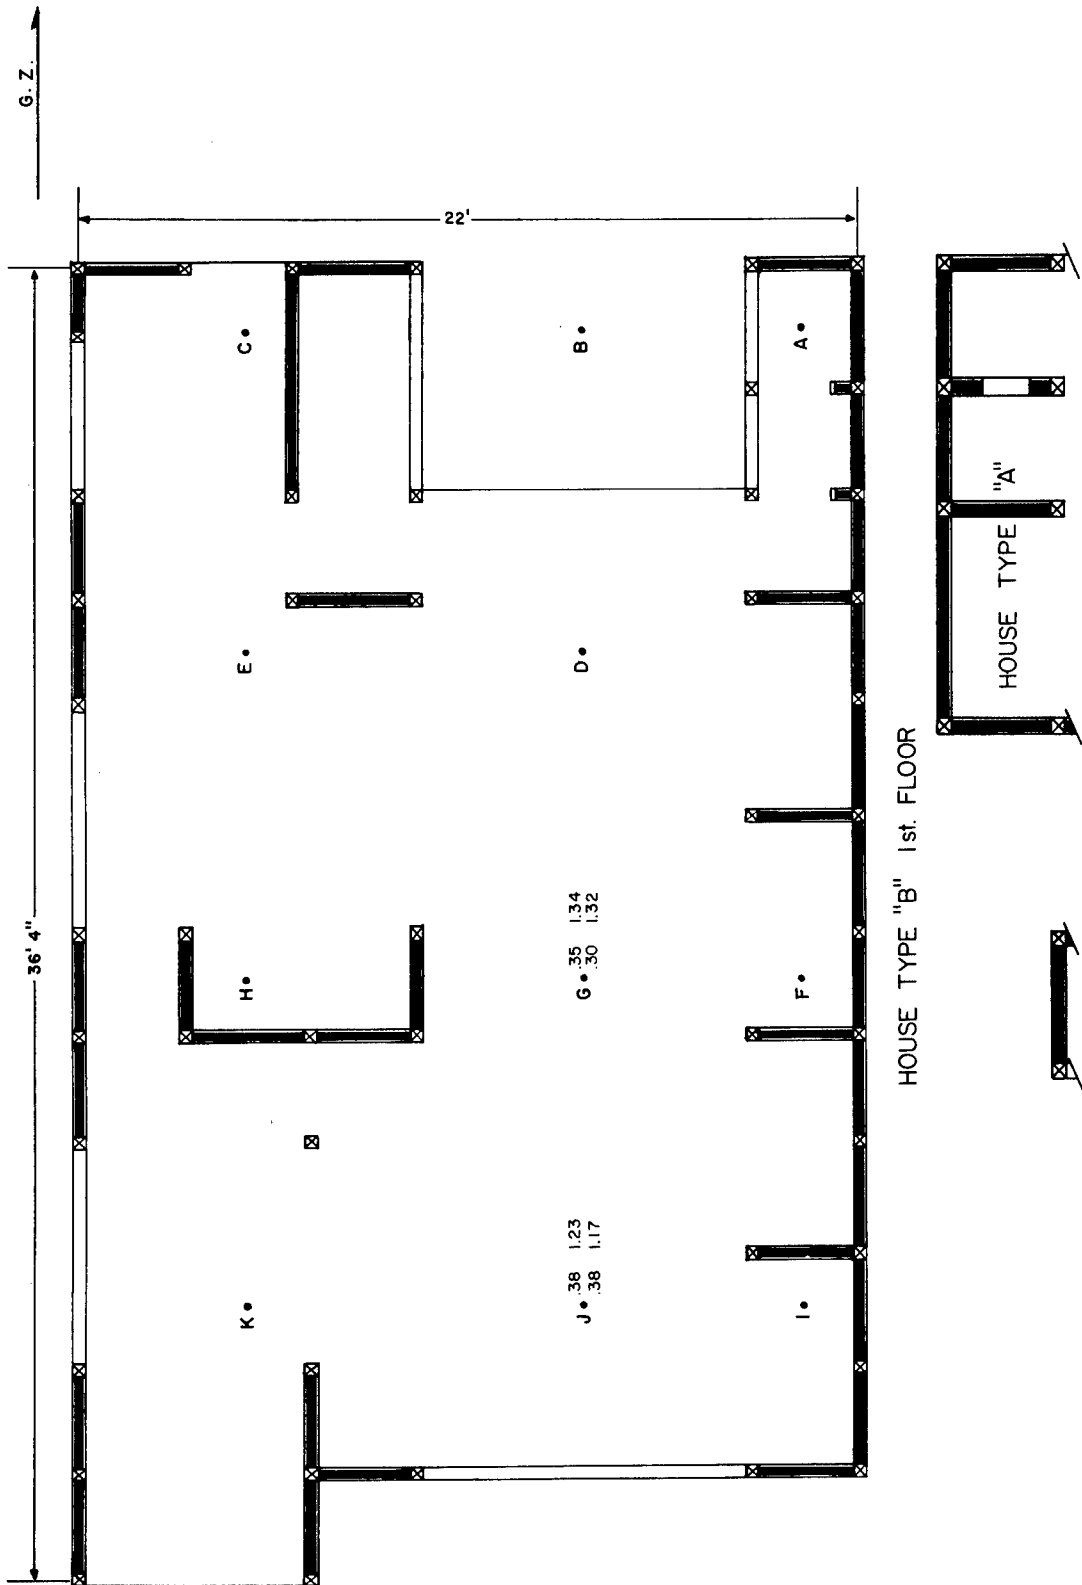 G. Z.
22'
36' 4"
C
B
A
E
D
H
G .35 1.34
.30 1.32
F
K
J .38 1.23
.38 1.17
I
HOUSE TYPE "B" 1st. FLOOR
HOUSE TYPE "A"